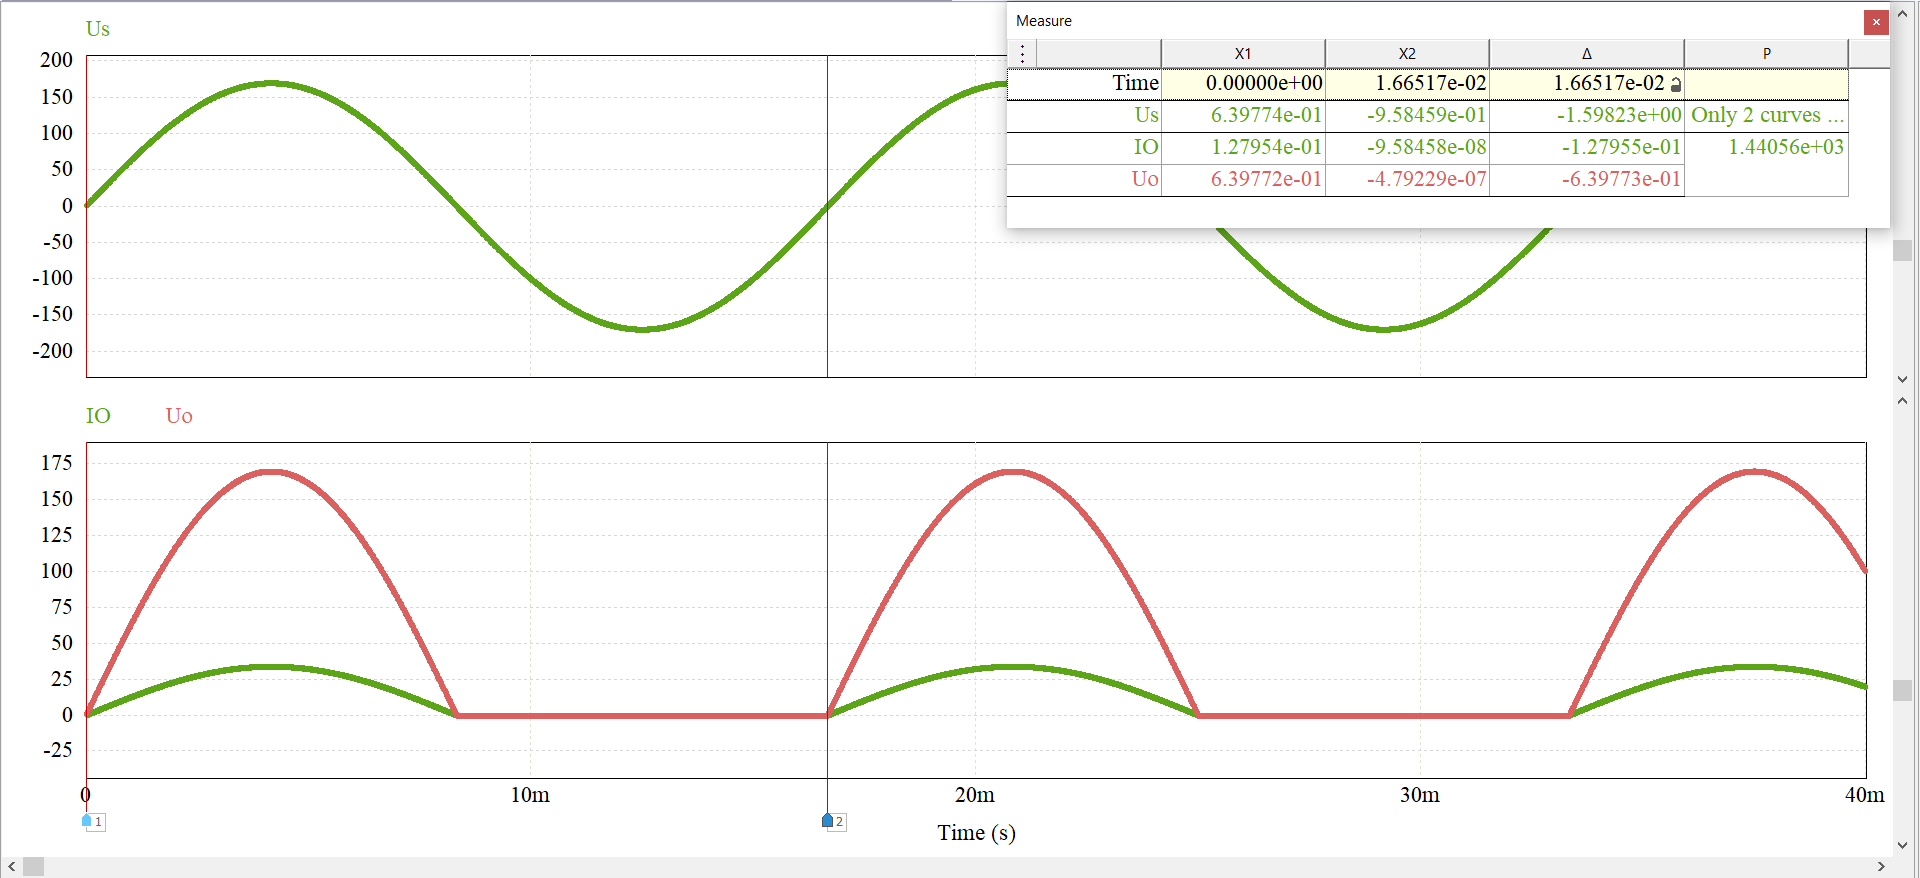 Us
Measure
X1 X2 Δ P
Time 0.00000e+00 1.66517e-02 1.66517e-02
Us 6.39774e-01 -9.58459e-01 -1.59823e+00 Only 2 curves ...
IO 1.27954e-01 -9.58458e-08 -1.27955e-01 1.44056e+03
Uo 6.39772e-01 -4.79229e-07 -6.39773e-01
200
150
100
50
0
-50
-100
-150
-200
IO Uo
175
150
125
100
75
50
25
0
-25
0 10m 20m 30m 40m
1 2
Time (s)